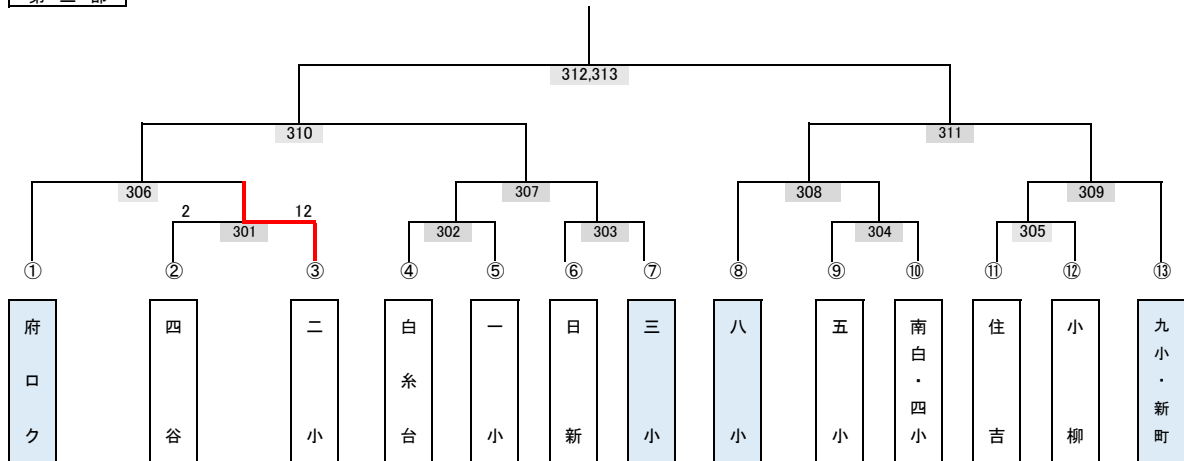 312,313
310
311
306
307
308
309
2
12
301
302
303
304
305
①
②
③
④
⑤
⑥
⑦
⑧
⑨
⑩
⑪
⑫
⑬
府ロク
四谷
二小
白糸台
一小
日新
三小
八小
五小
南白・四小
住吉
小柳
九小・新町